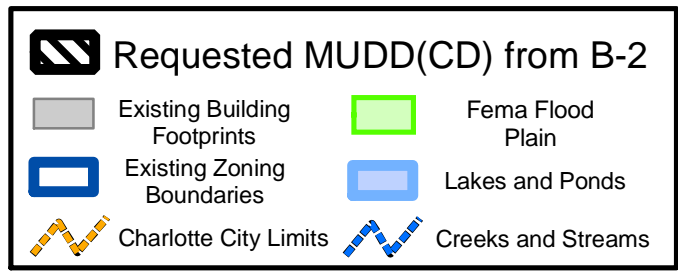 Requested MUDD(CD) from B-2
Existing Building
Footprints
Fema Flood
Plain
Existing Zoning
Boundaries
Lakes and Ponds
Charlotte City Limits
Creeks and Streams